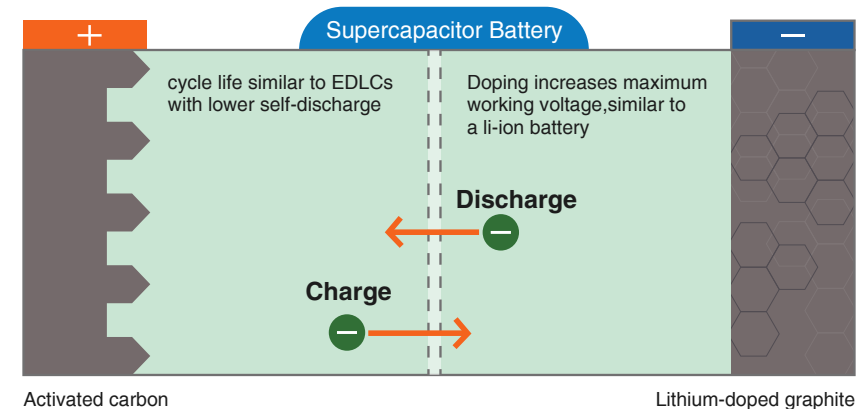 Supercapacitor Battery
+
−
cycle life similar to EDLCs
with lower self-discharge
Doping increases maximum
working voltage,similar to
a li-ion battery
Discharge
−
Charge
−
Activated carbon
Lithium-doped graphite